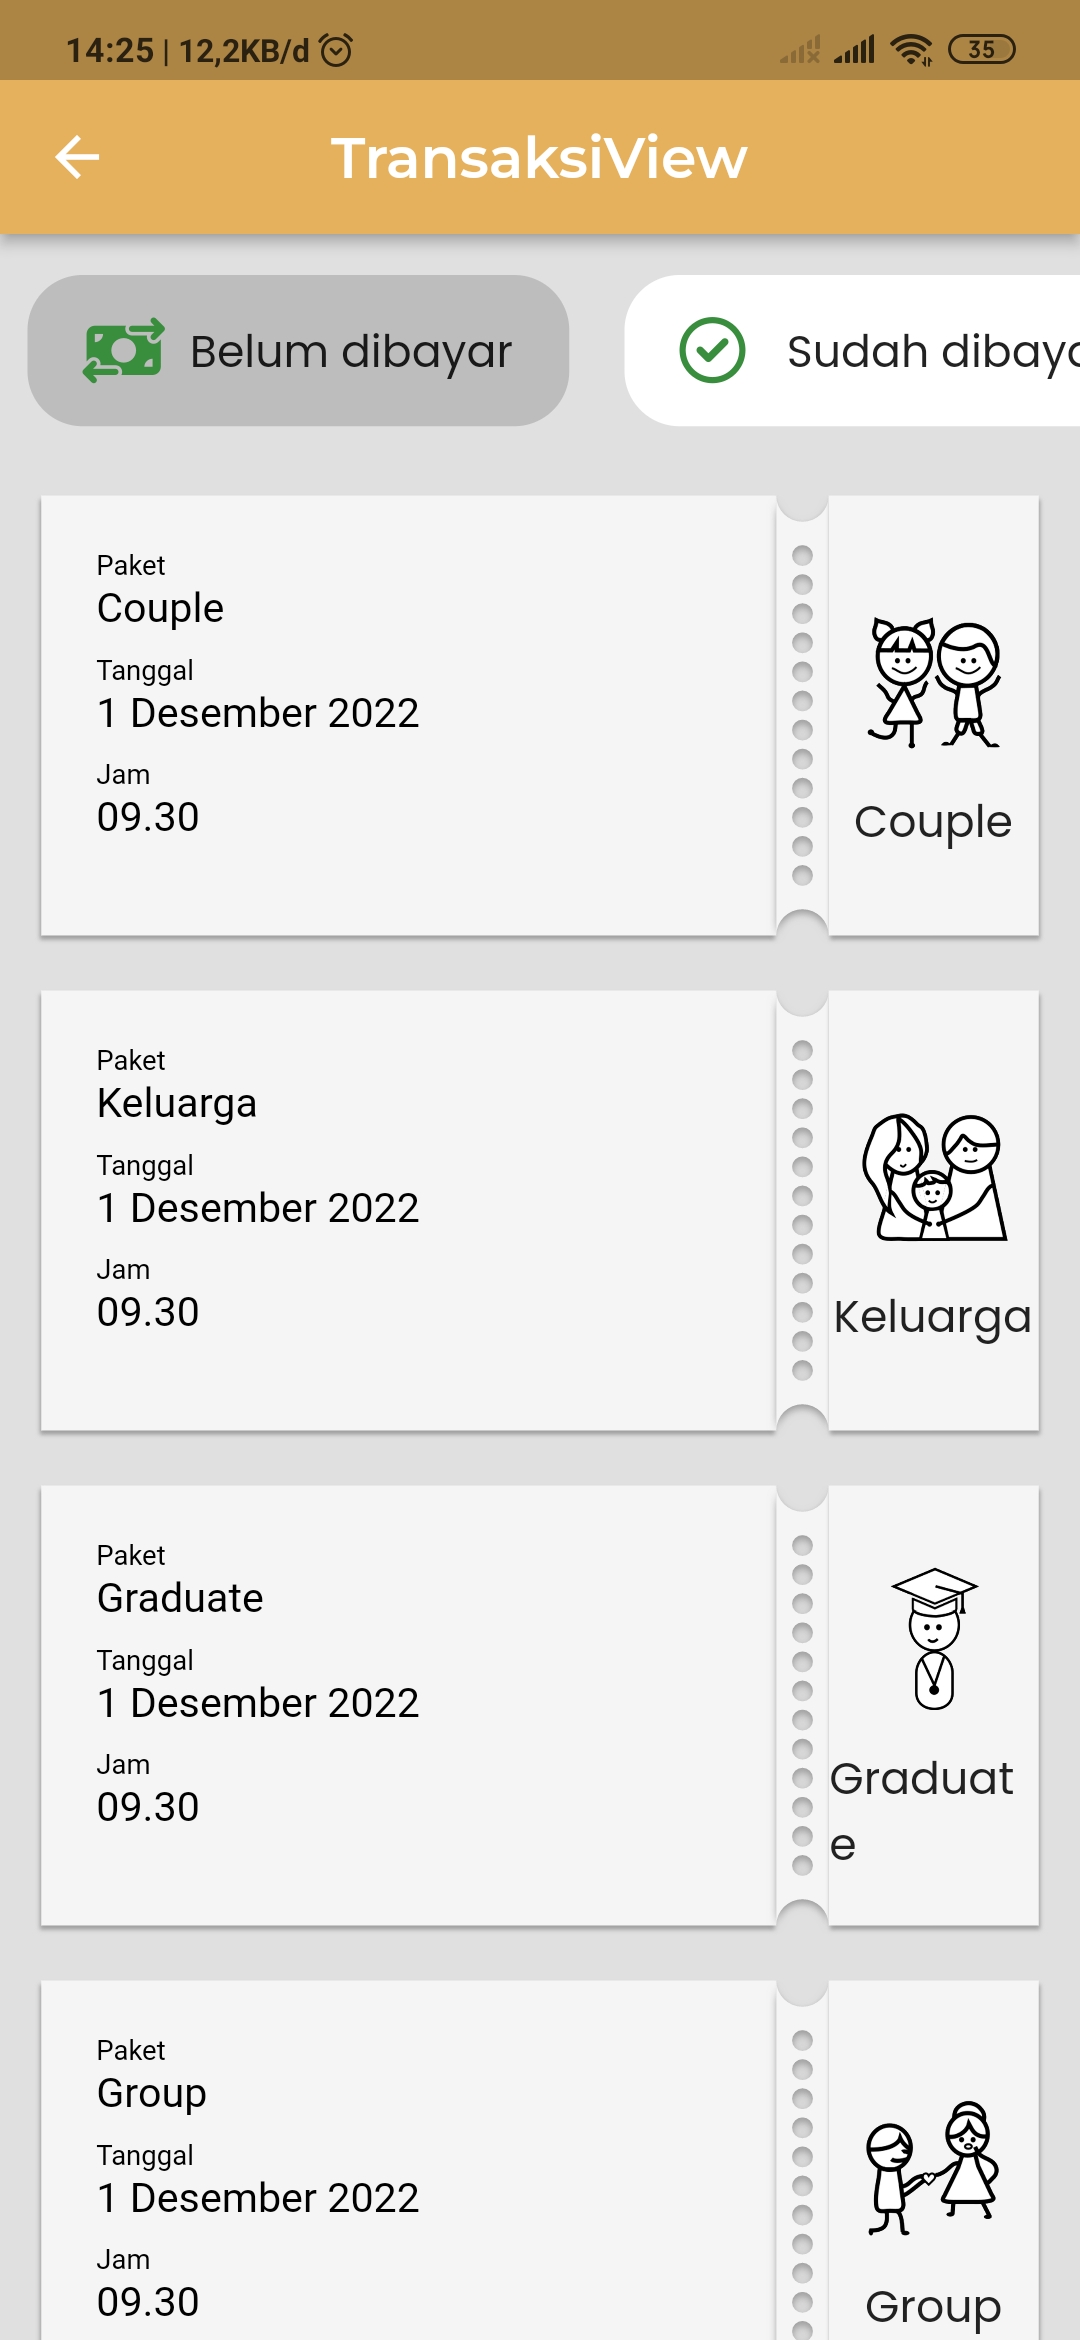 14:25 | 12,2KB/d
35
TransaksiView
Belum dibayar
Sudah
Paket
Couple
Tanggal
1 Desember 2022
Jam
09.30
Couple
Paket
Keluarga
Tanggal
1 Desember 2022
Jam
09.30
Keluarga
Paket
Graduate
Tanggal
1 Desember 2022
Jam
09.30
Graduat
e
Paket
Group
Tanggal
1 Desember 2022
Jam
09.30
Group